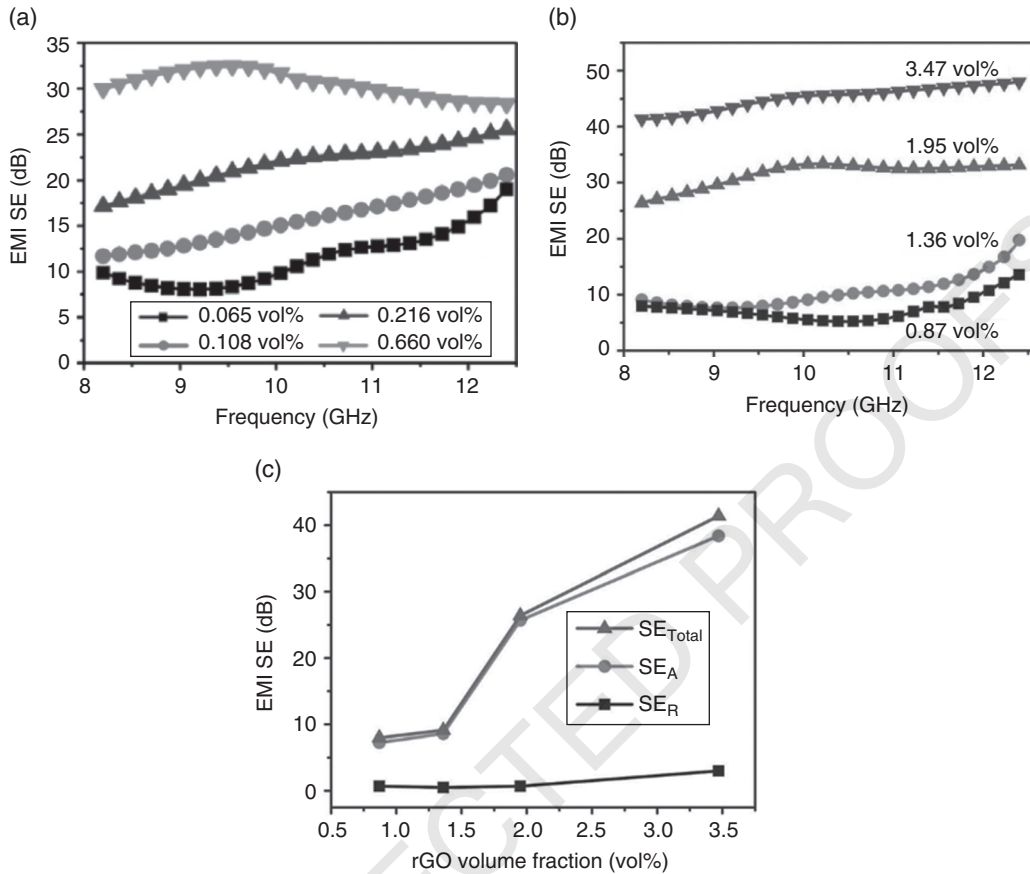 (a)
35
30
25
20
15
10
5
0
EMI SE (dB)
0.065 vol%
0.216 vol%
0.108 vol%
0.660 vol%
8
9
10
11
12
Frequency (GHz)
(b)
50
40
30
20
10
0
EMI SE (dB)
3.47 vol%
1.95 vol%
1.36 vol%
0.87 vol%
8
9
10
11
12
Frequency (GHz)
(c)
40
30
20
10
0
EMI SE (dB)
SETotal
SEA
SER
0.5
1.0
1.5
2.0
2.5
3.0
3.5
rGO volume fraction (vol%)
ECTED PROOFS